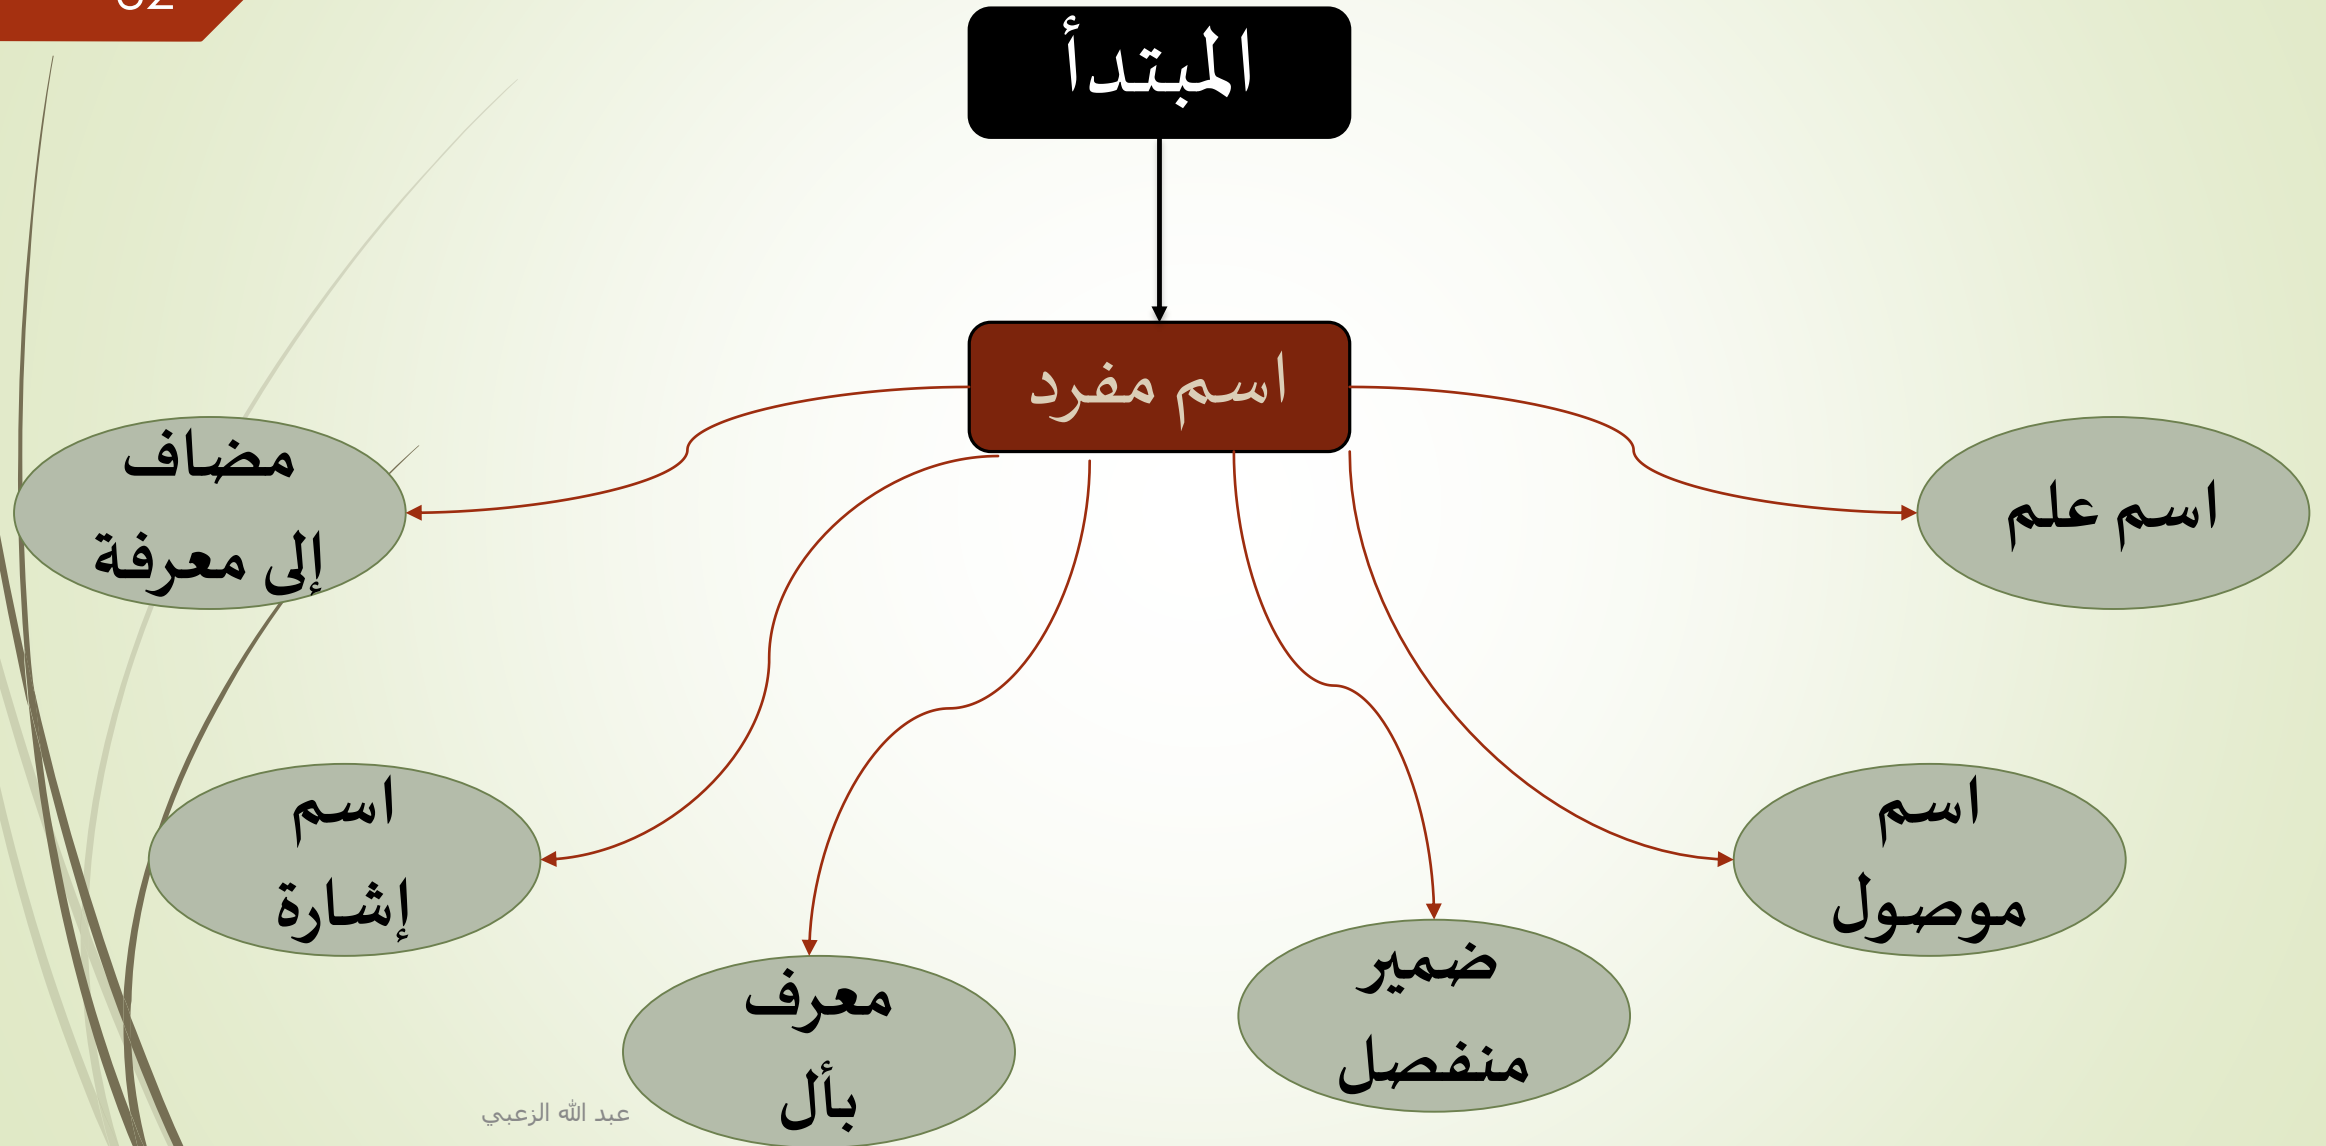 المبتدأ
اسم مفرد
اسم علم
مضاف
إلى معرفة
اسم
موصول
اسم
إشارة
ضمير
منفصل
معرف
بأل
عبد الله الزعبي